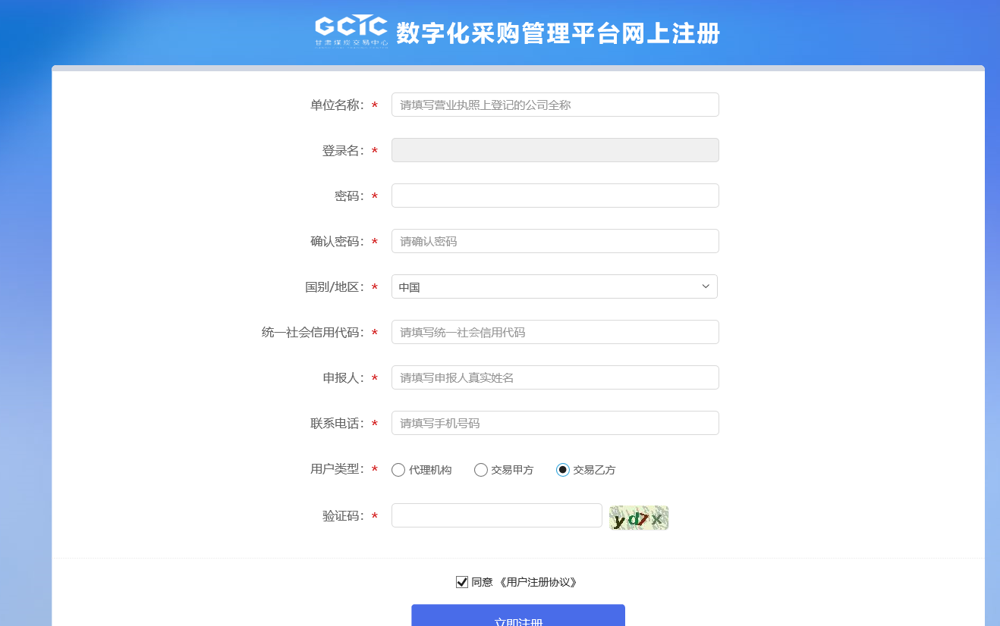 GCTC 数字化采购管理平台网上注册
甘肃煤炭交易中心
单位名称：* 请填写营业执照上登记的公司全称
登录名：*
密码：*
确认密码：* 请确认密码
国别/地区：* 中国
统一社会信用代码：* 请填写统一社会信用代码
申报人：* 请填写申报人真实姓名
联系电话：* 请填写手机号码
用户类型：* 代理机构 交易甲方 交易乙方
验证码：* yd7x
同意《用户注册协议》
立即注册